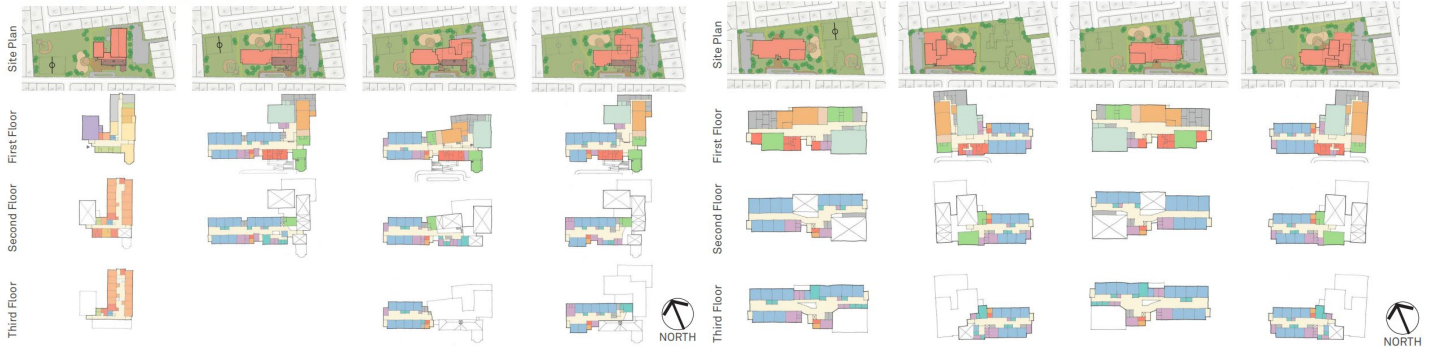 Site Plan
First Floor
Second Floor
Third Floor
NORTH
Site Plan
First Floor
Second Floor
Third Floor
NORTH